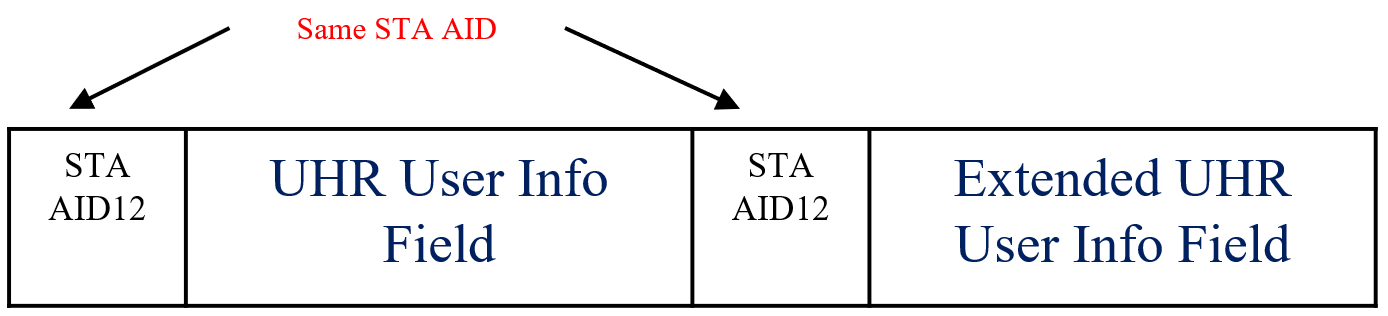 Same STA AID
STA
AID12
UHR User Info
Field
STA
AID12
Extended UHR
User Info Field